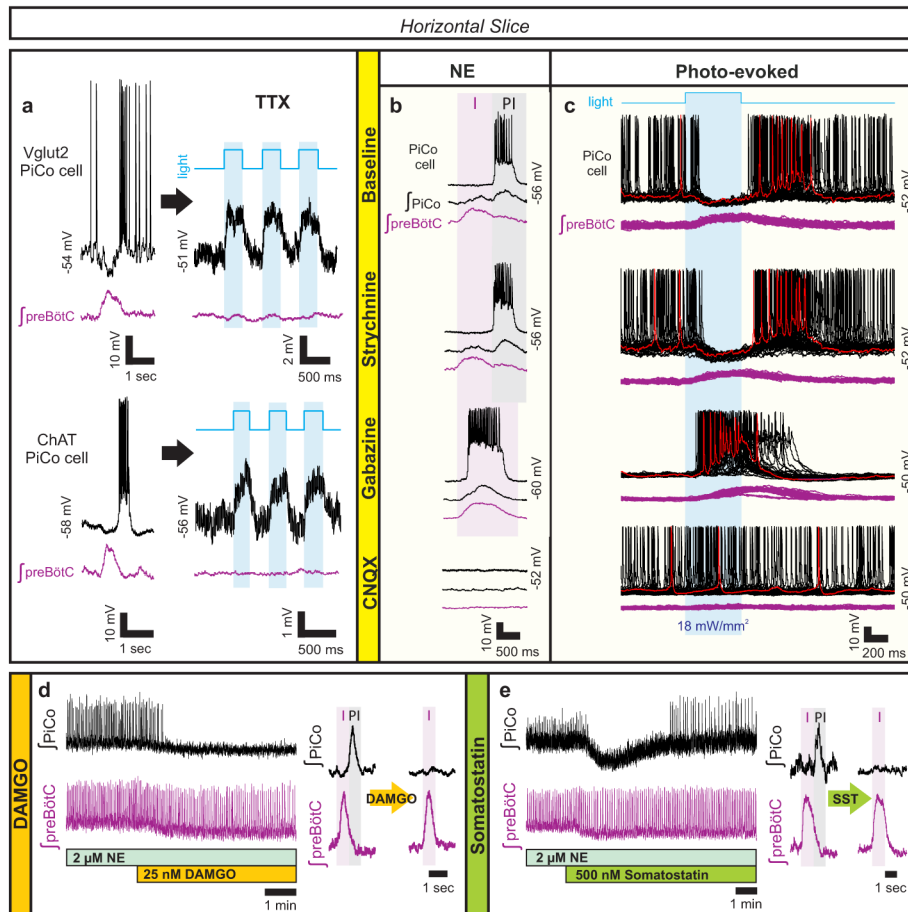 Horizontal Slice
a
TTX
Vglut2
PiCo cell
light
-54 mV
-51 mV
∫preBötC
10 mV
1 sec
2 mV
500 ms
ChAT
PiCo cell
-58 mV
-56 mV
∫preBötC
10 mV
1 sec
1 mV
500 ms
Baseline
Strychnine
Gabazine
CNQX
NE
b
I
PI
PiCo
cell
-56 mV
∫PiCo
∫preBötC
-56 mV
-60 mV
-52 mV
10 mV
500 ms
Photo-evoked
c
light
PiCo
cell
-52 mV
∫preBötC
-52 mV
-50 mV
-50 mV
18 mW/mm²
10 mV
200 ms
DAMGO
d
∫PiCo
∫preBötC
2 µM NE
25 nM DAMGO
1 min
I PI
I
∫PiCo
DAMGO
∫preBötC
1 sec
Somatostatin
e
∫PiCo
∫preBötC
2 µM NE
500 nM Somatostatin
1 min
I PI
I
∫PiCo
SST
∫preBötC
1 sec